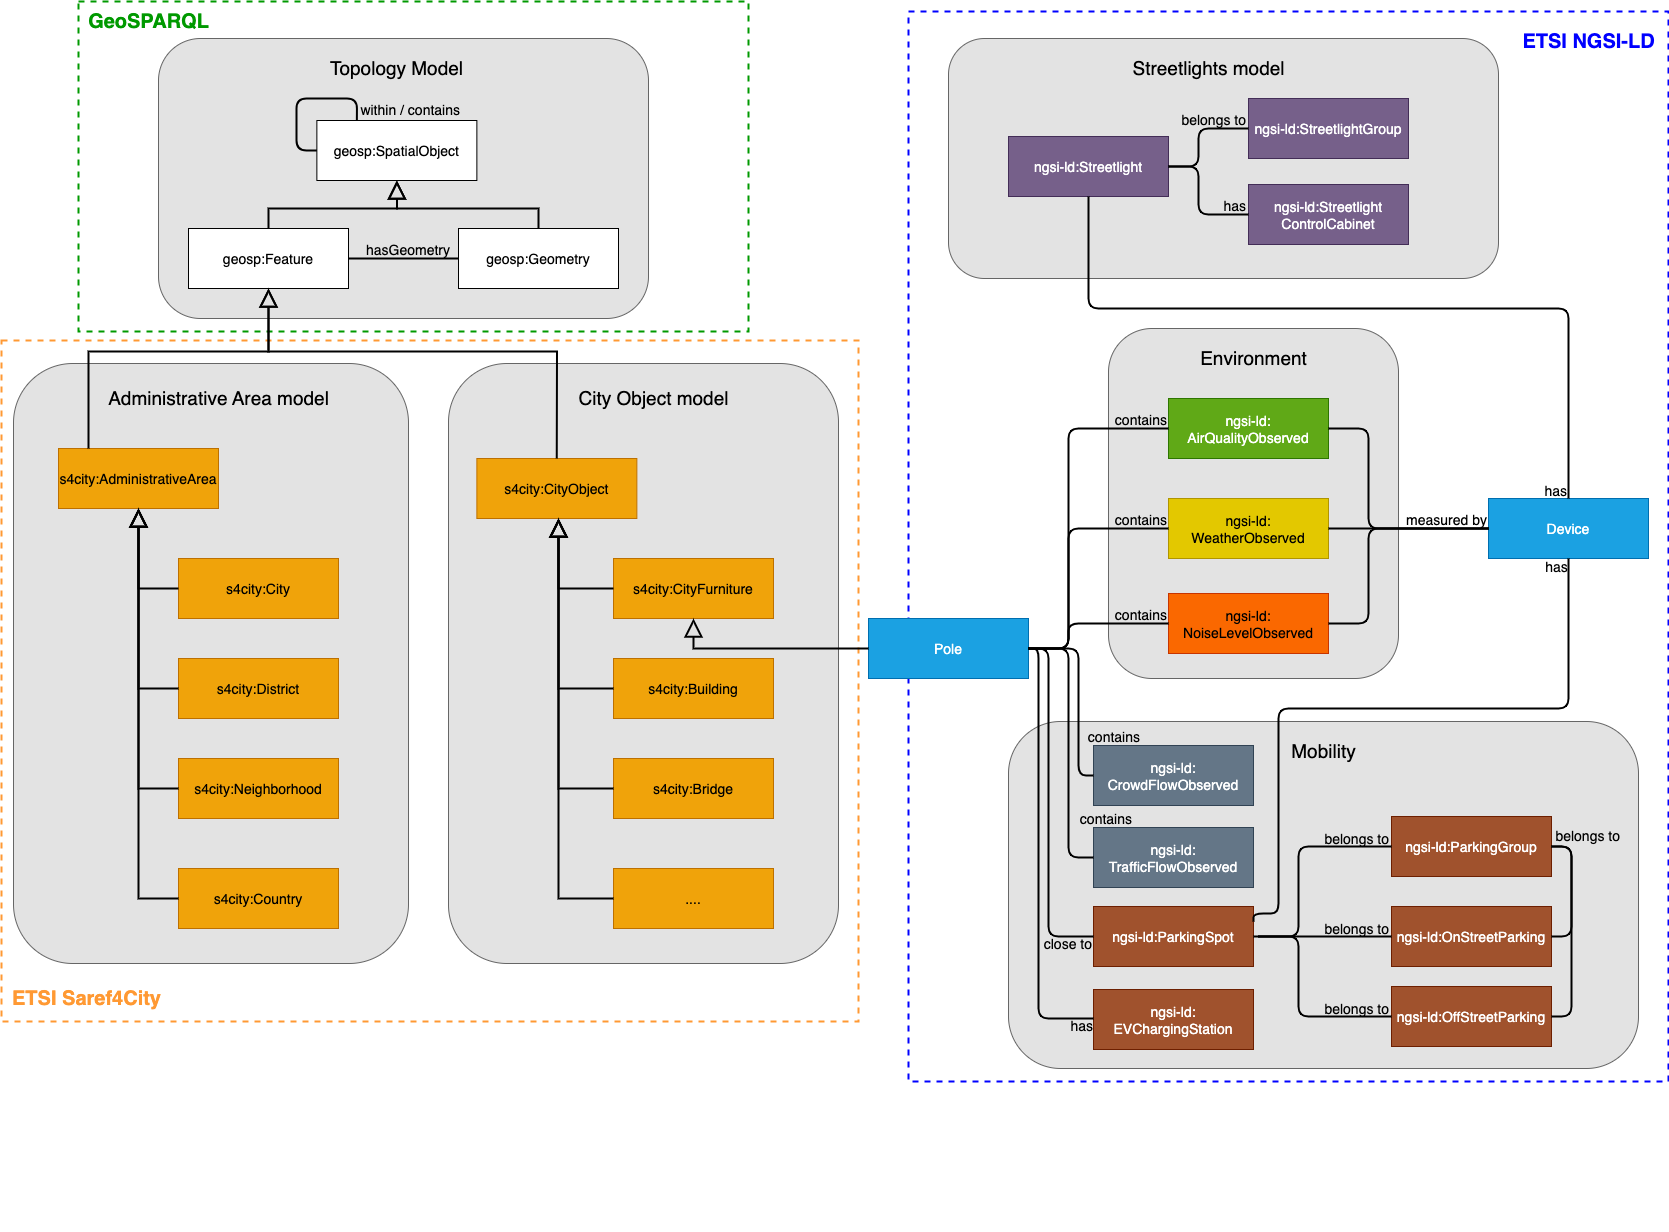 GeoSPARQL
Topology Model
within / contains
geosp:SpatialObject
geosp:Feature
hasGeometry
geosp:Geometry
Administrative Area model
s4city:AdministrativeArea
s4city:City
s4city:District
s4city:Neighborhood
s4city:Country
City Object model
s4city:CityObject
s4city:CityFurniture
s4city:Building
s4city:Bridge
....
ETSI Saref4City
ETSI NGSI-LD
Streetlights model
ngsi-ld:Streetlight
belongs to
ngsi-ld:StreetlightGroup
has
ngsi-ld:Streetlight
ControlCabinet
Environment
contains
ngsi-ld:
AirQualityObserved
contains
ngsi-ld:
WeatherObserved
contains
ngsi-ld:
NoiseLevelObserved
measured by
has
Device
has
Pole
Mobility
contains
ngsi-ld:
CrowdFlowObserved
contains
ngsi-ld:
TrafficFlowObserved
close to
ngsi-ld:ParkingSpot
has
ngsi-ld:
EVChargingStation
belongs to
ngsi-ld:ParkingGroup
belongs to
belongs to
ngsi-ld:OnStreetParking
belongs to
ngsi-ld:OffStreetParking